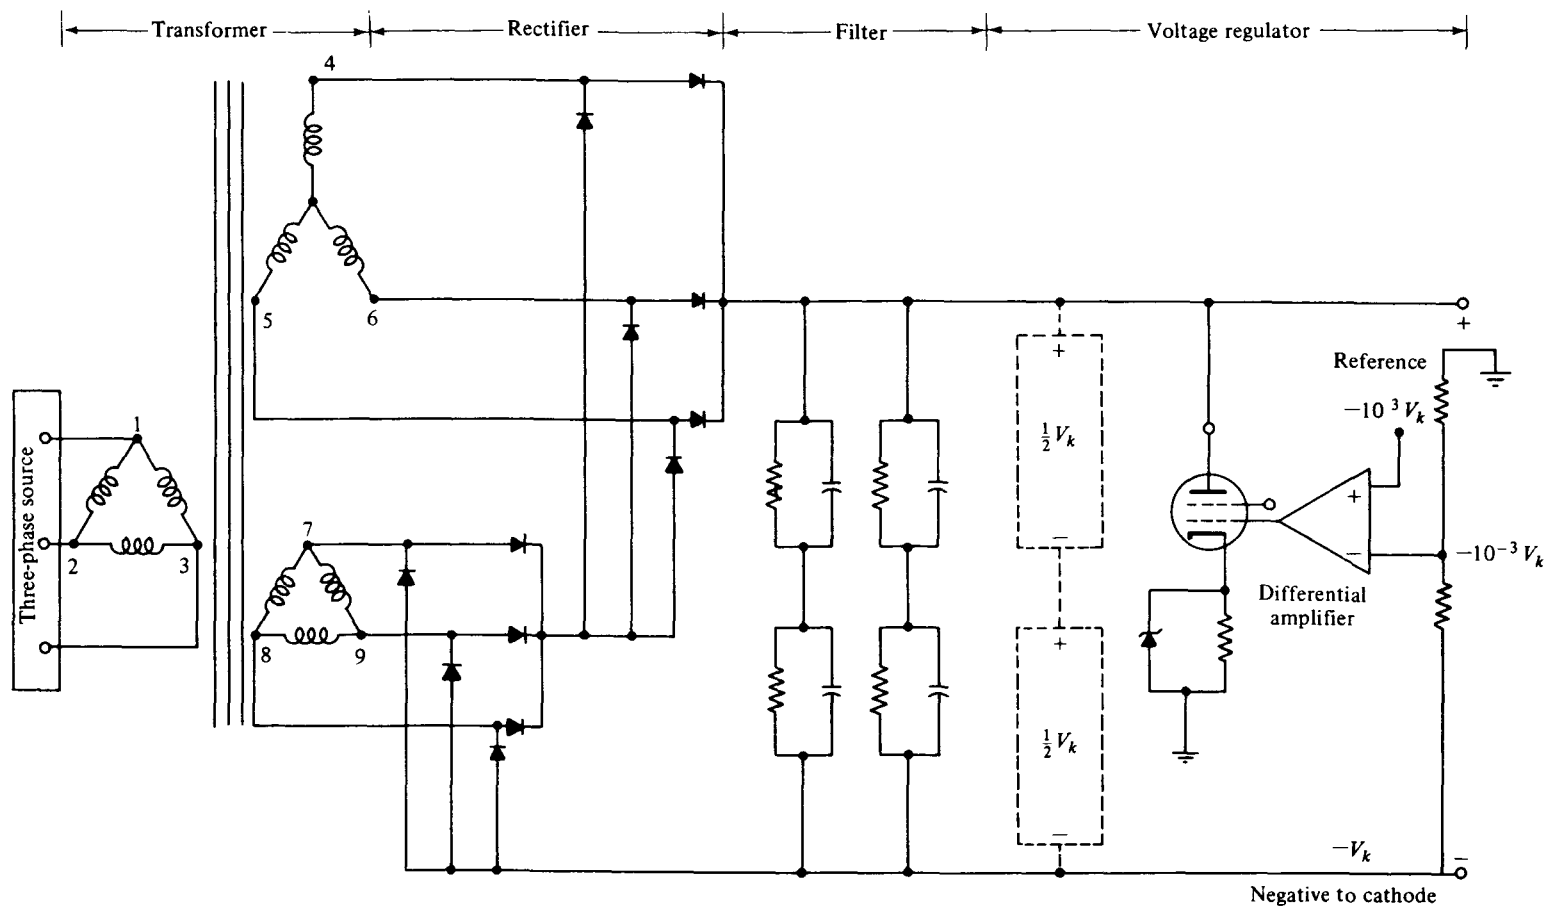 Transformer
Rectifier
Filter
Voltage regulator
4
5
6
+
Reference
+
−10 ³ V_k
½ V_k
1
Three-phase source
+
−
−10⁻³ V_k
2
3
7
−
Differential
amplifier
8
9
+
½ V_k
−
−V_k
−
Negative to cathode